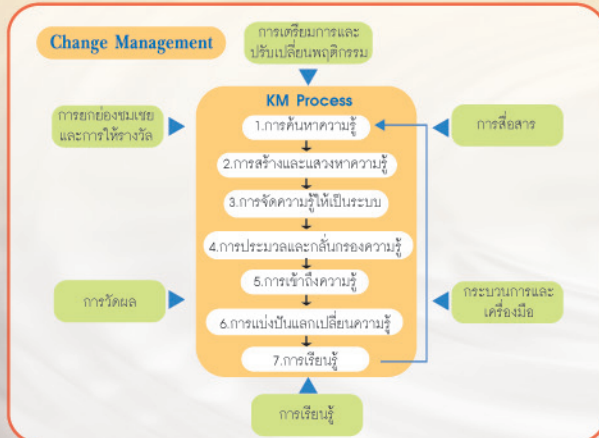 Change Management
การเตรียมการและ
ปรับเปลี่ยนพฤติกรรม
การยกย่องชมเชย
และการให้รางวัล
KM Process
1.การค้นหาความรู้
การสื่อสาร
2.การสร้างและแสวงหาความรู้
3.การจัดความรู้ให้เป็นระบบ
4.การประมวลและกลั่นกรองความรู้
5.การเข้าถึงความรู้
การวัดผล
กระบวนการและ
เครื่องมือ
6.การแบ่งปันแลกเปลี่ยนความรู้
7.การเรียนรู้
การเรียนรู้